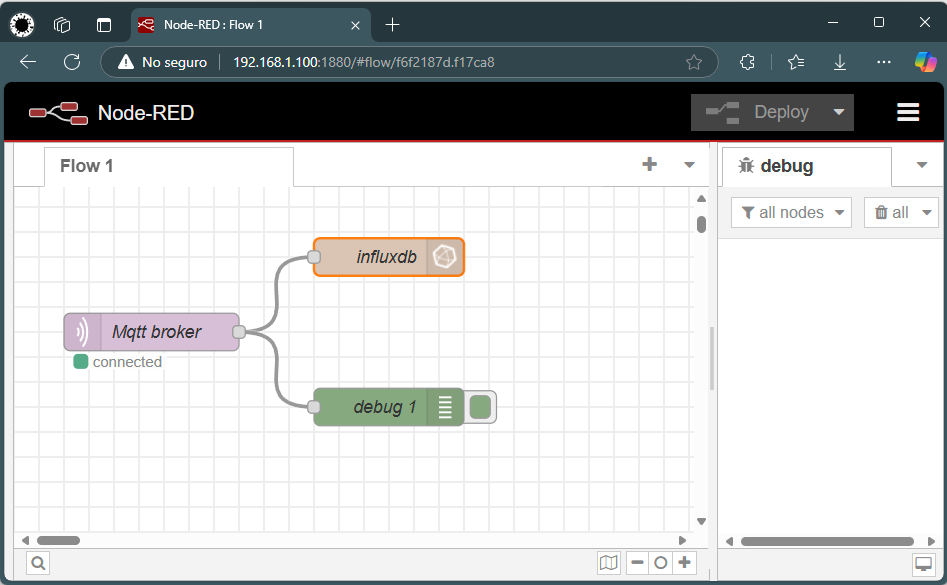 Node-RED : Flow 1
No seguro
192.168.1.100:1880/#flow/f6f2187d.f17ca8
Node-RED
Deploy
Flow 1
debug
all nodes
all
influxdb
Mqtt broker
connected
debug 1